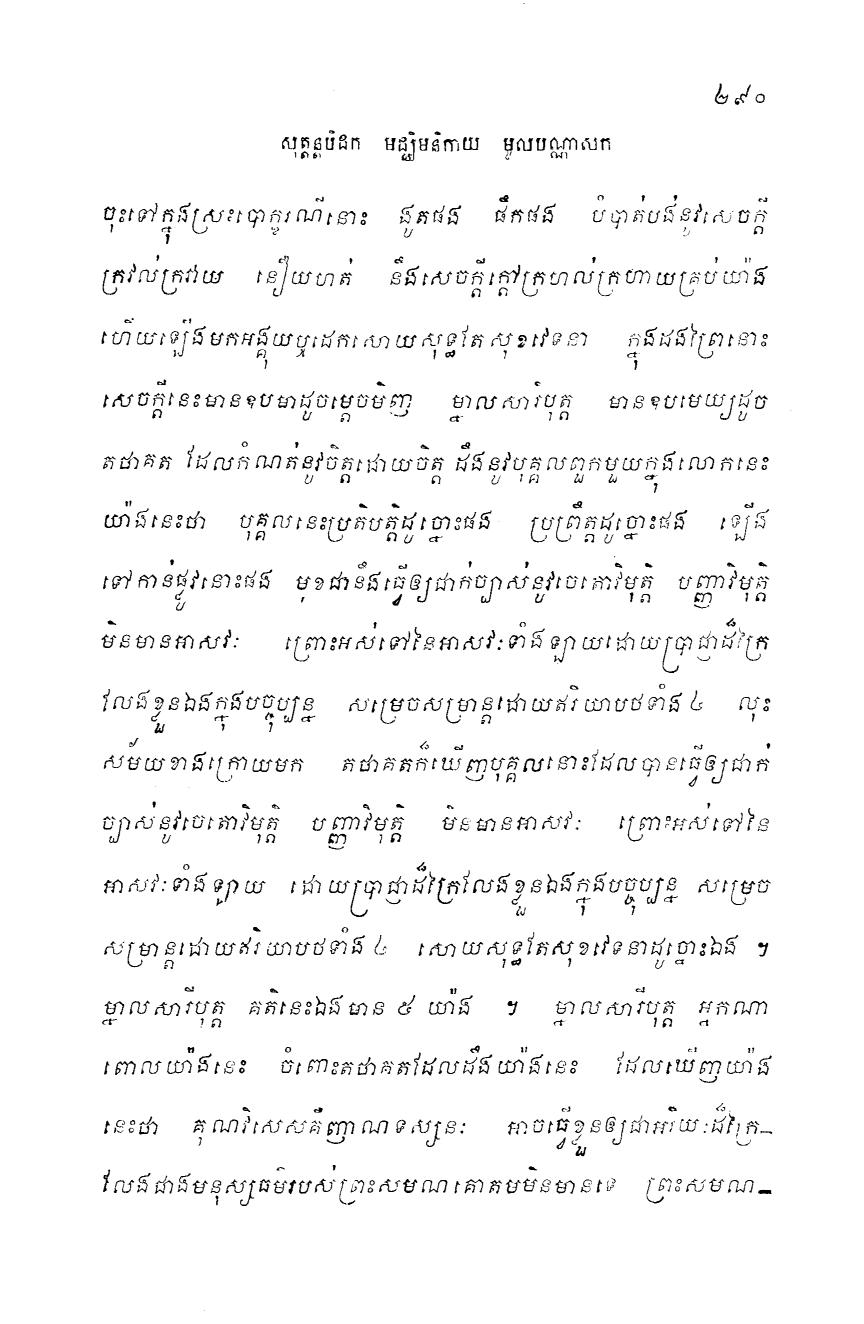 ២៩០
សុត្តន្តបិដក មជ្ឈិមនិកាយ មូលបណ្ណាសក
ចុះទៅក្នុងស្រះបោក្ខរណីនោះ ងូតផង ផឹកផង បំបាត់បង់នូវសេចក្តី
ក្រវល់ក្រវាយ នឿយហត់ នឹងសេចក្តីក្តៅក្រហល់ក្រហាយគ្រប់យ៉ាង
ហើយឡើងមកអង្គុយឬដេកសោយសុទ្ធតែសុខវេទនា ក្នុងដងព្រៃនោះ
សេចក្តីនេះមានឧបមាដូចម្តេចមិញ ម្នាលសារីបុត្ត មានឧបមេយ្យដូច
តថាគត ដែលកំណត់នូវចិត្តដោយចិត្ត ដឹងនូវបុគ្គលពួកមួយក្នុងលោកនេះ
យ៉ាងនេះថា បុគ្គលនេះប្រតិបត្តិដូច្នោះផង ប្រព្រឹត្តដូច្នោះផង ឡើង
ទៅកាន់ផ្លូវនោះផង មុខជានឹងធ្វើឲ្យជាក់ច្បាស់នូវចេតោវិមុត្តិ បញ្ញាវិមុត្តិ
មិនមានអាសវៈ ព្រោះអស់ទៅនៃអាសវៈទាំងឡាយដោយប្រាជ្ញាដ៏ក្រៃ
លែងខ្លួនឯងក្នុងបច្ចុប្បន្ន សម្រេចសម្រាន្តដោយឥរិយាបថទាំង ៤ លុះ
សម័យខាងក្រោយមក តថាគតក៏ឃើញបុគ្គលនោះដែលបានធ្វើឲ្យជាក់
ច្បាស់នូវចេតោវិមុត្តិ បញ្ញាវិមុត្តិ មិនមានអាសវៈ ព្រោះអស់ទៅនៃ
អាសវៈទាំងឡាយ ដោយប្រាជ្ញាដ៏ក្រៃលែងខ្លួនឯងក្នុងបច្ចុប្បន្ន សម្រេច
សម្រាន្តដោយឥរិយាបថទាំង ៤ សោយសុទ្ធតែសុខវេទនាដូច្នោះឯង ។
ម្នាលសារីបុត្ត គតិនេះឯងមាន ៥ យ៉ាង ។ ម្នាលសារីបុត្ត អ្នកណា
ពោលយ៉ាងនេះ ចំពោះតថាគតដែលដឹងយ៉ាងនេះ ដែលឃើញយ៉ាង
នេះថា គុណវិសេសគឺញាណទស្សនៈ អាចធ្វើខ្លួនឲ្យជាអរិយៈដ៏ក្រៃ–
លែងជាងមនុស្សធម៌របស់ព្រះសមណគោតមមិនមានទេ ព្រះសមណ–